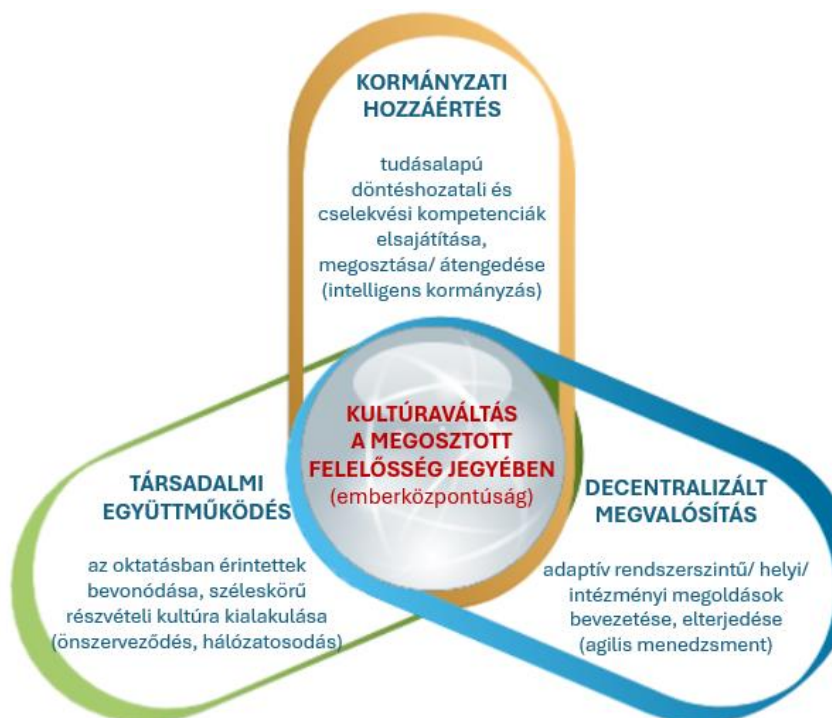 KORMÁNYZATI
HOZZÁÉRTÉS
tudásalapú
döntéshozatali és
cselekvési kompetenciák
elsajátítása,
megosztása/ átengedése
(intelligens kormányzás)
KULTÚRAVÁLTÁS
A MEGOSZTOTT
FELELŐSSÉG JEGYÉBEN
(emberközpontúság)
TÁRSADALMI
EGYÜTTMŰKÖDÉS
az oktatásban érintettek
bevonódása, széleskörű
részvételi kultúra kialakulása
(önszerveződés, hálózatosodás)
DECENTRALIZÁLT
MEGVALÓSÍTÁS
adaptív rendszerszintű/ helyi/
intézményi megoldások
bevezetése, elterjedése
(agilis menedzsment)